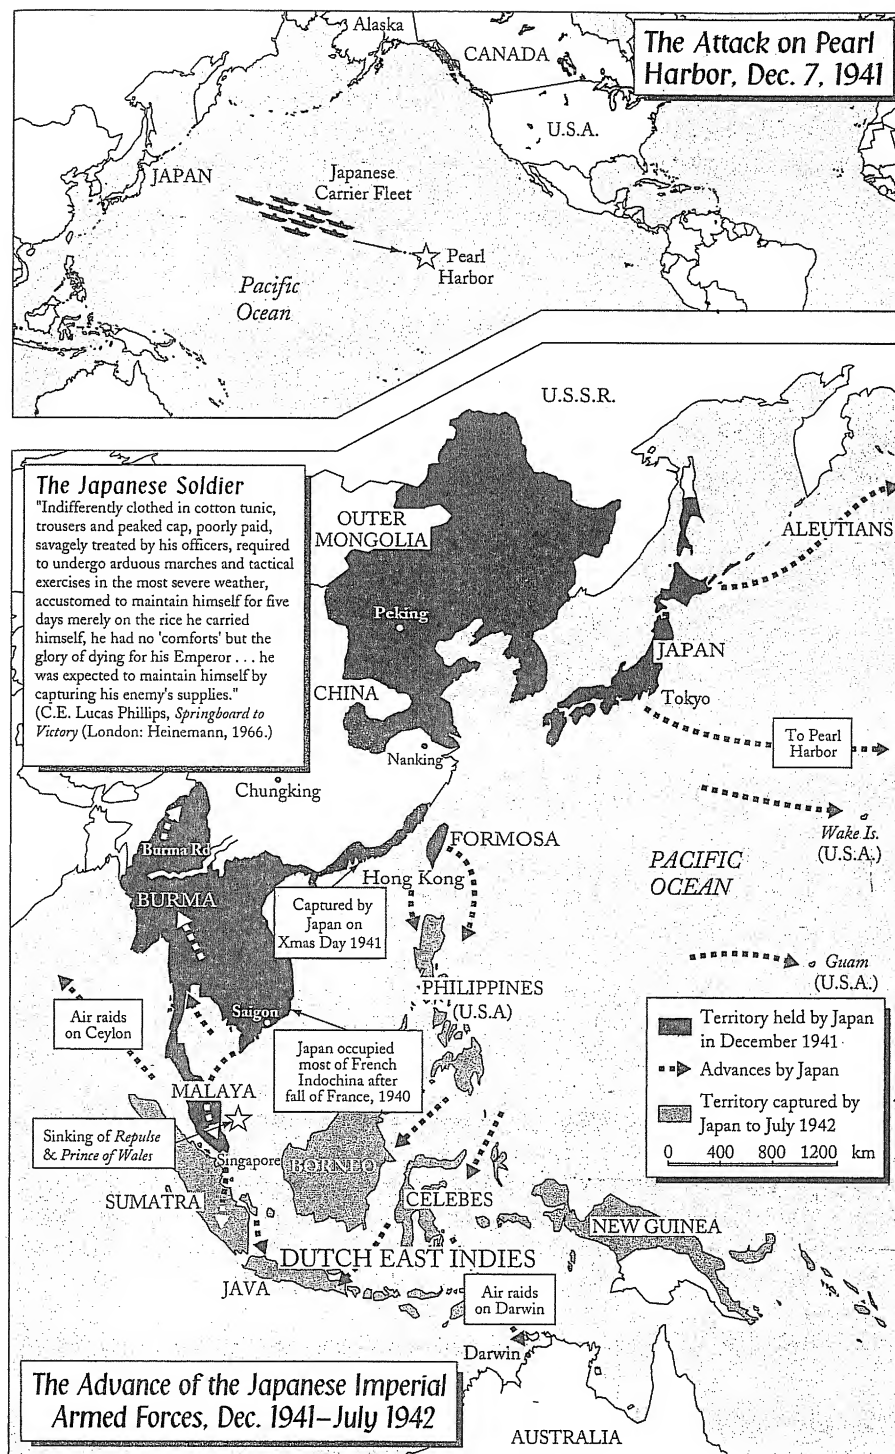 The Attack on Pearl
Harbor, Dec. 7, 1941
Alaska
CANADA
U.S.A.
JAPAN
Japanese
Carrier Fleet
Pearl
Harbor
Pacific
Ocean
U.S.S.R.
The Japanese Soldier
"Indifferently clothed in cotton tunic,
trousers and peaked cap, poorly paid,
savagely treated by his officers, required
to undergo arduous marches and tactical
exercises in the most severe weather,
accustomed to maintain himself for five
days merely on the rice he carried
himself, he had no 'comforts' but the
glory of dying for his Emperor . . . he
was expected to maintain himself by
capturing his enemy's supplies."
(C.E. Lucas Phillips, Springboard to
Victory (London: Heinemann, 1966.)
OUTER
MONGOLIA
ALEUTIANS
Peking
JAPAN
CHINA
Tokyo
To Pearl
Harbor
Nanking
Chungking
Wake Is.
(U.S.A.)
Burma Rd
FORMOSA
PACIFIC
OCEAN
Hong Kong
BURMA
Captured by
Japan on
Xmas Day 1941
Guam
(U.S.A.)
PHILIPPINES
(U.S.A)
Air raids
on Ceylon
Saigon
Japan occupied
most of French
Indochina after
fall of France, 1940
Territory held by Japan
in December 1941
Advances by Japan
Territory captured by
Japan to July 1942
0 400 800 1200 km
MALAYA
Sinking of Repulse
& Prince of Wales
Singapore
BORNEO
SUMATRA
CELEBES
NEW GUINEA
DUTCH EAST INDIES
JAVA
Air raids
on Darwin
Darwin
The Advance of the Japanese Imperial
Armed Forces, Dec. 1941–July 1942
AUSTRALIA